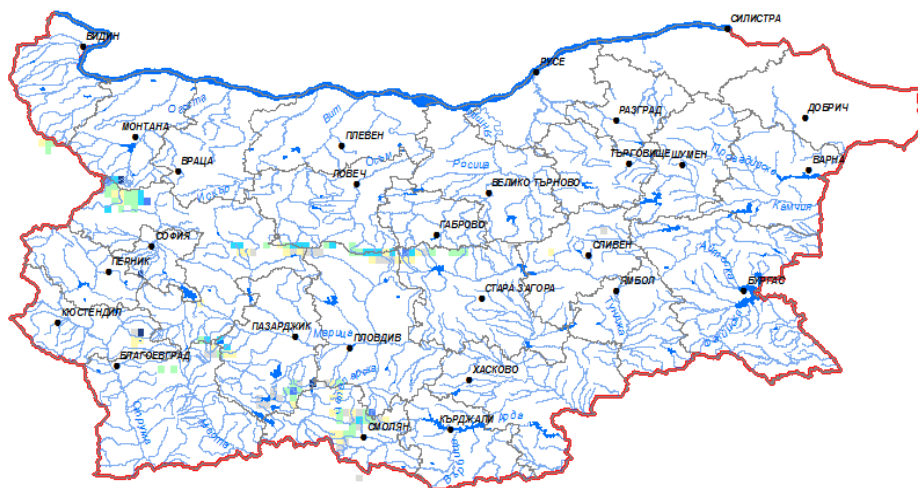 СИЛИСТРА
ВИДИН
РУСЕ
Огоста
Вит
РАЗГРАД
ДОБРИЧ
МОНТАНА
ПЛЕВЕН
Осъм
ВРАЦА
ЛОВЕЧ
Росица
ТЪРГОВИЩЕ
ШУМЕН
ВАРНА
Искър
ВЕЛИКО ТЪРНОВО
Камчия
ГАБРОВО
СОФИЯ
СЛИВЕН
ПЕРНИК
СТАРА ЗАГОРА
ЯМБОЛ
БУРГАС
КЮСТЕНДИЛ
ПАЗАРДЖИК
Марица
ПЛОВДИВ
Тунджа
БЛАГОЕВГРАД
ХАСКОВО
Струма
Места
СМОЛЯН
КЪРДЖАЛИ